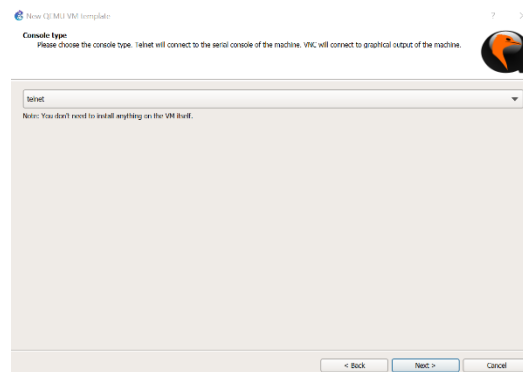 New QEMU VM template
? ×
Console type
Please choose the console type. Telnet will connect to the serial console of the machine. VNC will connect to graphical output of the machine.
telnet
Note: You don't need to install anything on the VM itself.
< Back Next > Cancel